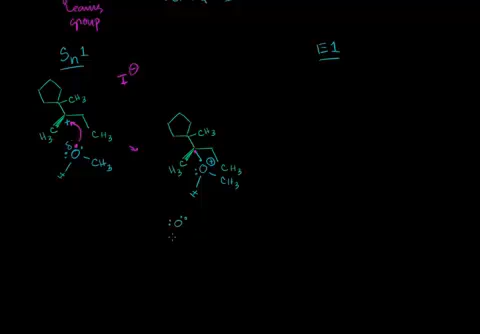 Leaving
group
Sn1
E1
I⊖
CH3
+
H3C
CH3
:Ö
CH3
H
CH3
H3C
:O⊕
CH3
CH3
H
:Ö